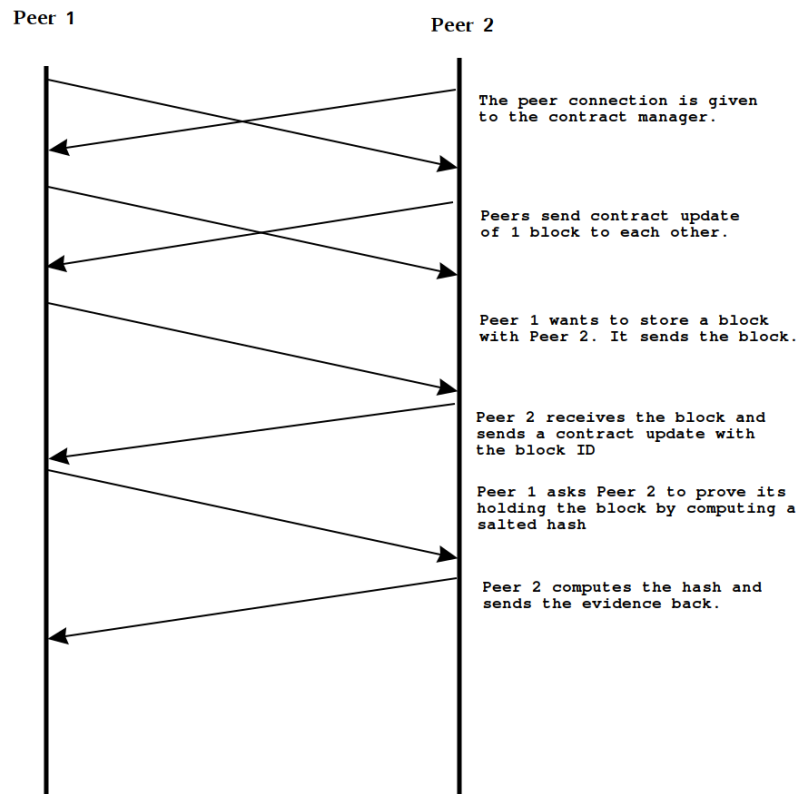 Peer 1
Peer 2
The peer connection is given
to the contract manager.
Peers send contract update
of 1 block to each other.
Peer 1 wants to store a block
with Peer 2. It sends the block.
Peer 2 receives the block and
sends a contract update with
the block ID
Peer 1 asks Peer 2 to prove its
holding the block by computing a
salted hash
Peer 2 computes the hash and
sends the evidence back.